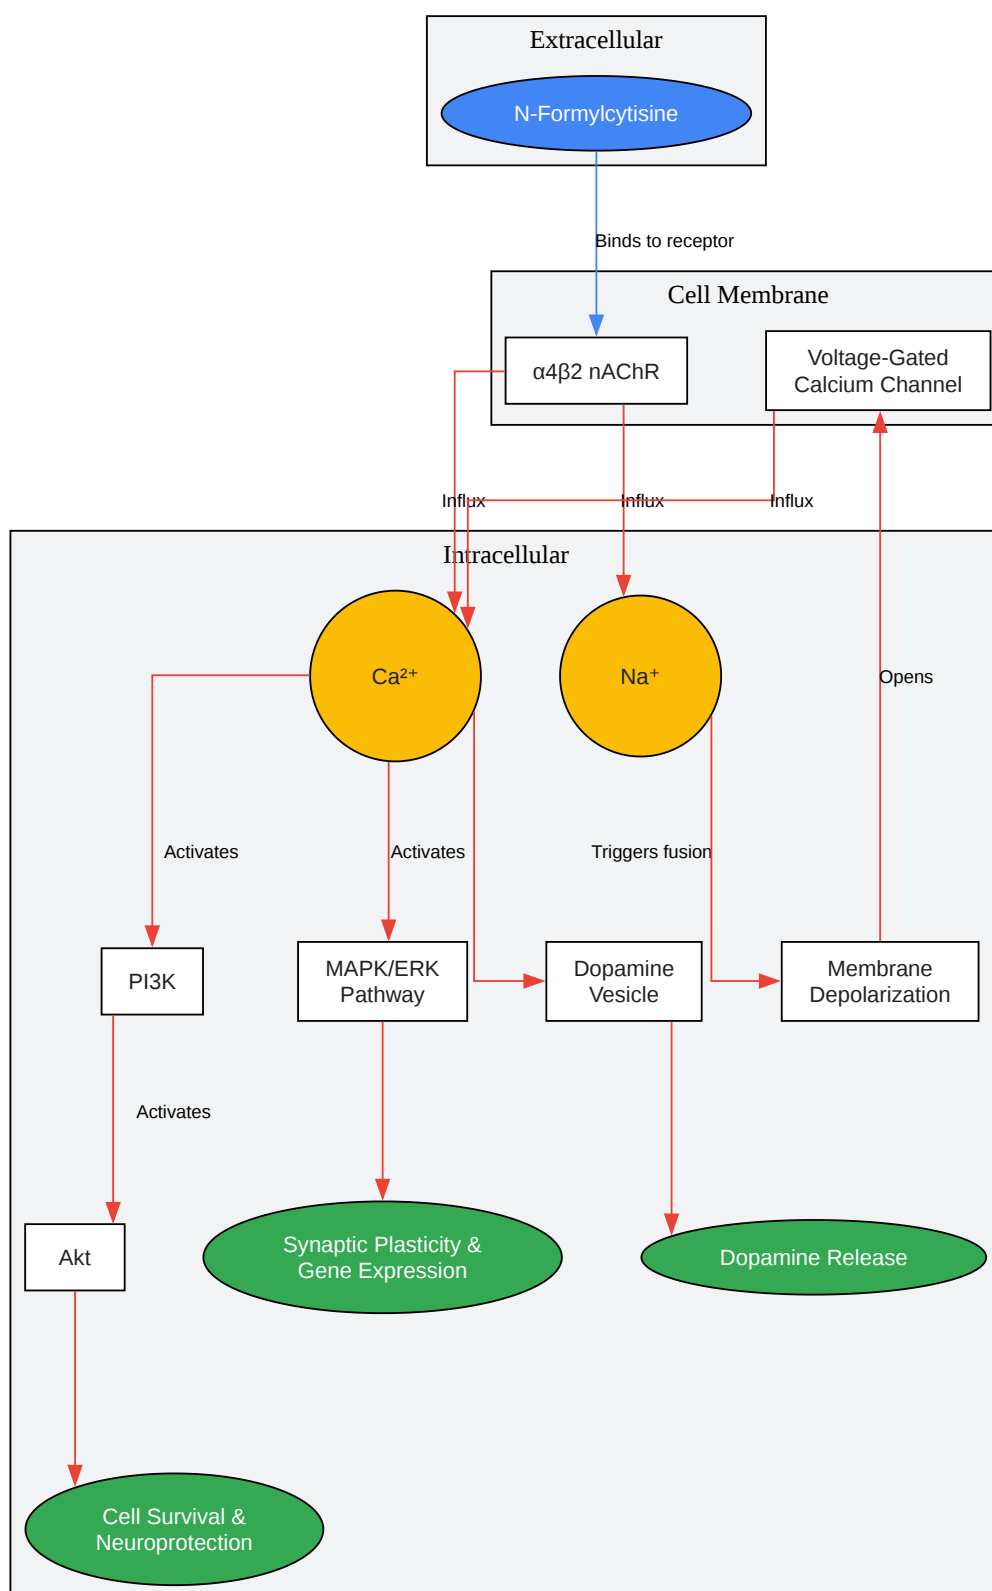 Extracellular
N-Formylcytisine
Binds to receptor
Cell Membrane
α4β2 nAChR
Voltage-Gated
Calcium Channel
Influx
Influx
Influx
Intracellular
Ca²⁺
Na⁺
Opens
Activates
Activates
Triggers fusion
PI3K
MAPK/ERK
Pathway
Dopamine
Vesicle
Membrane
Depolarization
Activates
Akt
Synaptic Plasticity &
Gene Expression
Dopamine Release
Cell Survival &
Neuroprotection